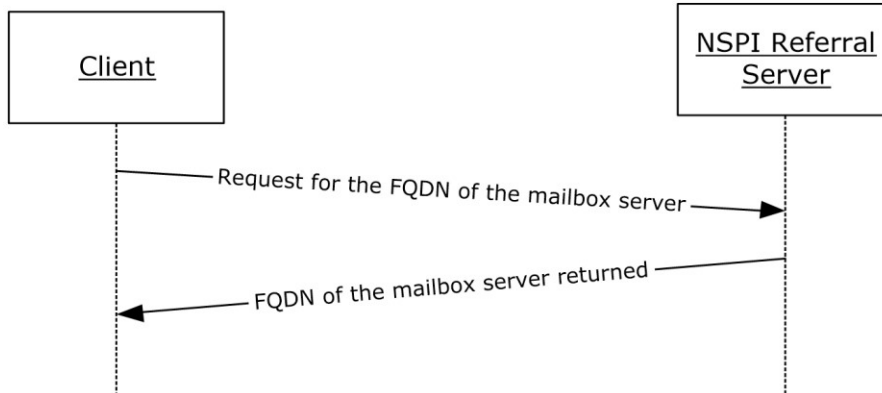 Client
NSPI Referral
Server
Request for the FQDN of the mailbox server
FQDN of the mailbox server returned